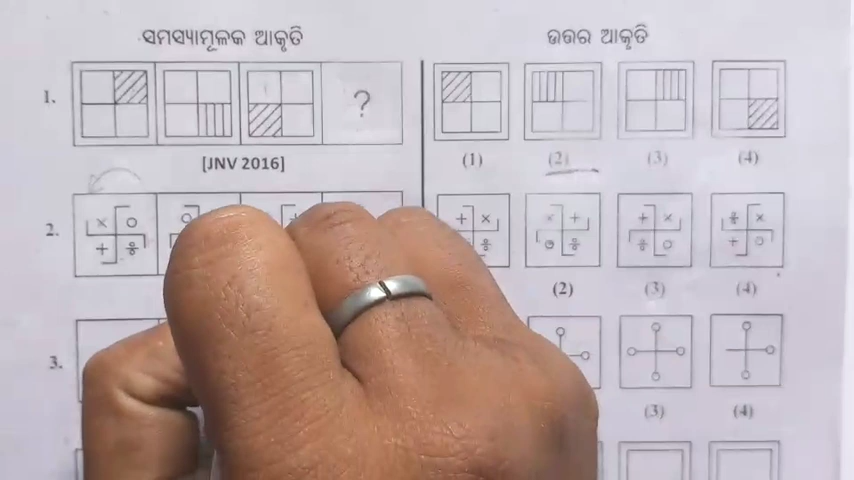 ସମସ୍ୟାମୂଳକ ଆକୃତି
ଉତ୍ତର ଆକୃତି
1.
?
(1) (2) (3) (4)
[JNV 2016]
2.
× ○ + ÷
+ × ÷
× + ○ ÷
+ × ÷ ○
÷ × + ○
(2) (3) (4)
3.
(3) (4)